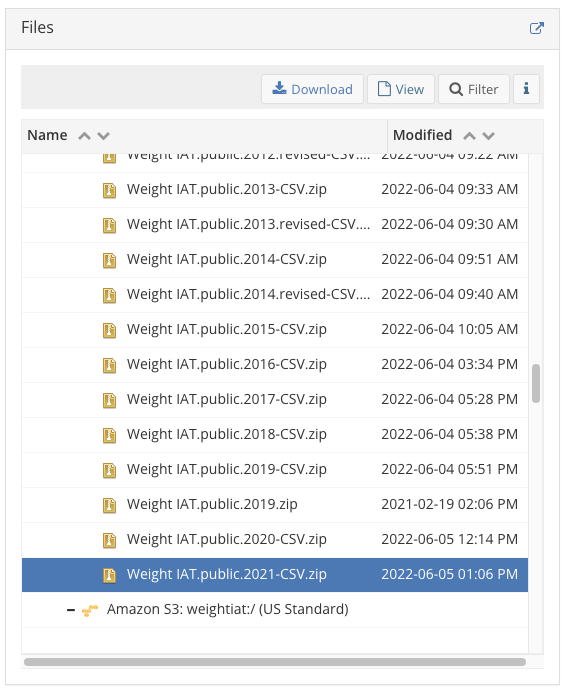 Files
Download View Filter i
Name Modified
Weight IAT.public.2012.revised-CSV.... 2022-06-04 09:22 AM
Weight IAT.public.2013-CSV.zip 2022-06-04 09:33 AM
Weight IAT.public.2013.revised-CSV.... 2022-06-04 09:30 AM
Weight IAT.public.2014-CSV.zip 2022-06-04 09:51 AM
Weight IAT.public.2014.revised-CSV.... 2022-06-04 09:40 AM
Weight IAT.public.2015-CSV.zip 2022-06-04 10:05 AM
Weight IAT.public.2016-CSV.zip 2022-06-04 03:34 PM
Weight IAT.public.2017-CSV.zip 2022-06-04 05:28 PM
Weight IAT.public.2018-CSV.zip 2022-06-04 05:38 PM
Weight IAT.public.2019-CSV.zip 2022-06-04 05:51 PM
Weight IAT.public.2019.zip 2021-02-19 02:06 PM
Weight IAT.public.2020-CSV.zip 2022-06-05 12:14 PM
Weight IAT.public.2021-CSV.zip 2022-06-05 01:06 PM
Amazon S3: weightiat:/ (US Standard)